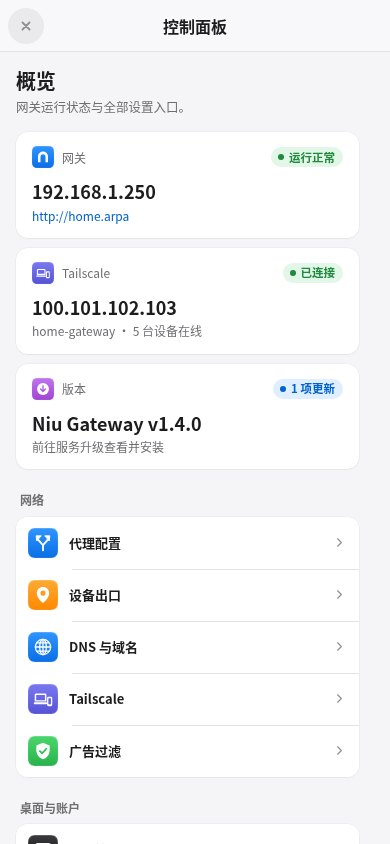 控制面板
概览
网关运行状态与全部设置入口。
网关
运行正常
192.168.1.250
http://home.arpa
Tailscale
已连接
100.101.102.103
home-gateway · 5 台设备在线
版本
1 项更新
Niu Gateway v1.4.0
前往服务升级查看并安装
网络
代理配置
设备出口
DNS 与域名
Tailscale
广告过滤
桌面与账户